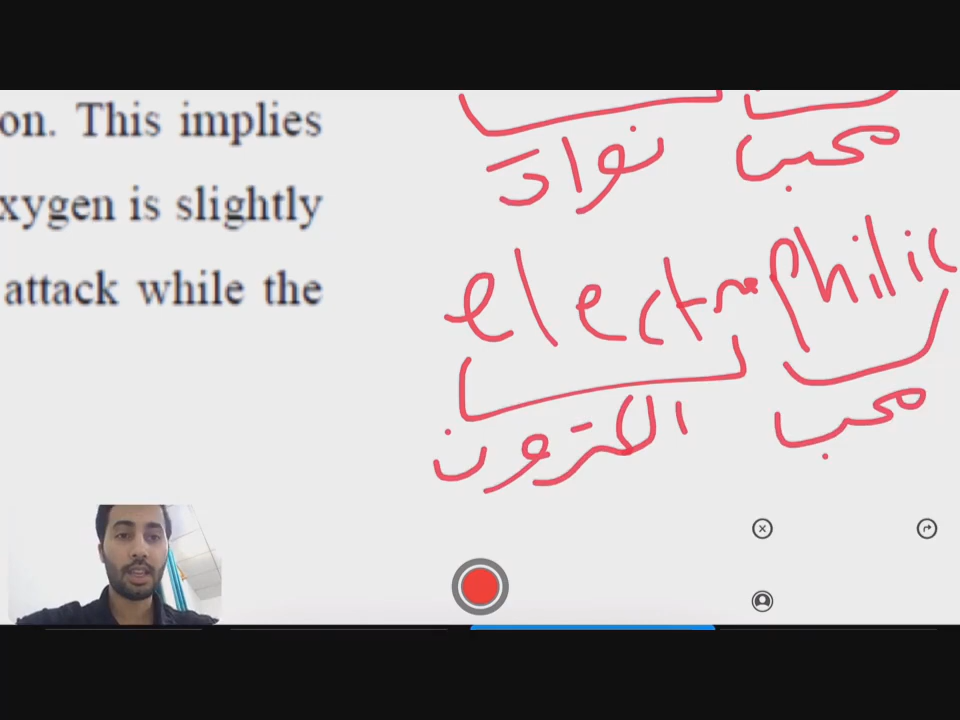 on. This implies
xygen is slightly
attack while the
محب نواة
electrophilic
محب الكترون